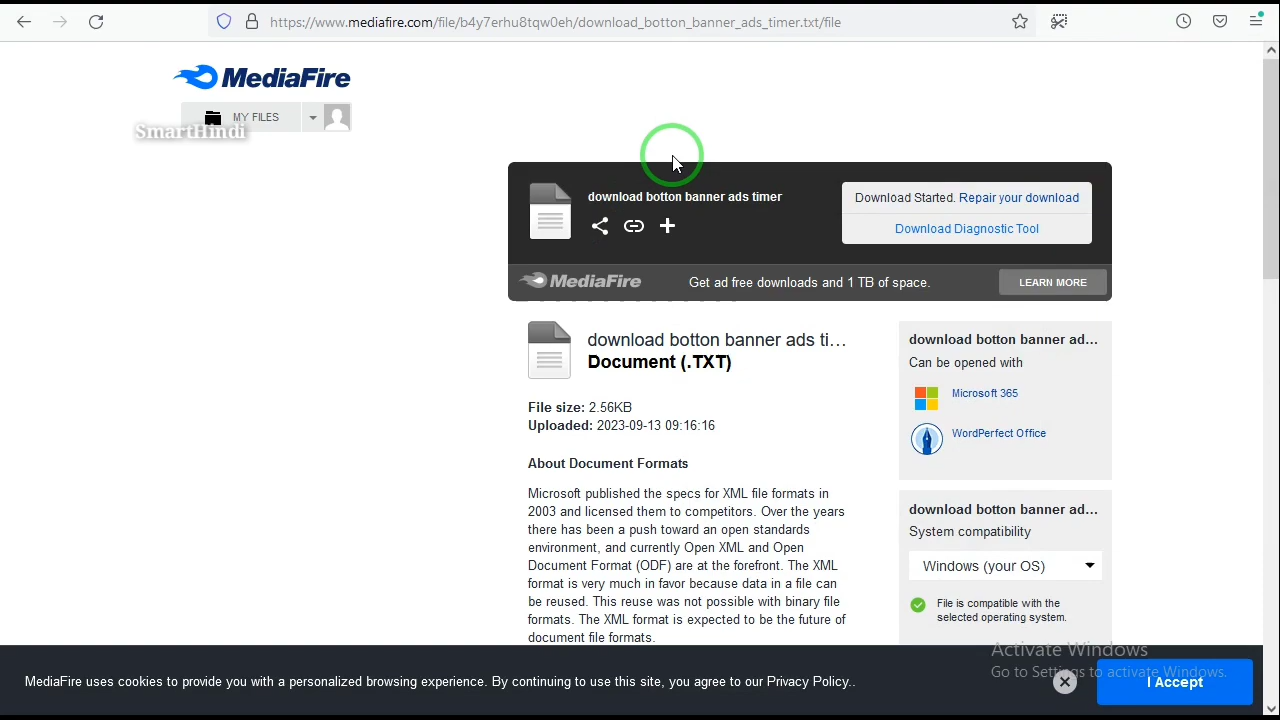 https://www.mediafire.com/file/b4y7erhu8tqw0eh/download_botton_banner_ads_timer.txt/file
MediaFire
MY FILES
SmartHindi
download botton banner ads timer
Download Started. Repair your download
Download Diagnostic Tool
MediaFire
Get ad free downloads and 1 TB of space.
LEARN MORE
download botton banner ads ti...
Document (.TXT)
File size: 2.56KB
Uploaded: 2023-09-13 09:16:16
About Document Formats
Microsoft published the specs for XML file formats in
2003 and licensed them to competitors. Over the years
there has been a push toward an open standards
environment, and currently Open XML and Open
Document Format (ODF) are at the forefront. The XML
format is very much in favor because data in a file can
be reused. This reuse was not possible with binary file
formats. The XML format is expected to be the future of
document file formats.
download botton banner ad...
Can be opened with
Microsoft 365
WordPerfect Office
download botton banner ad...
System compatibility
Windows (your OS)
File is compatible with the
selected operating system.
Activate Windows
Go to Settings to activate Windows.
MediaFire uses cookies to provide you with a personalized browsing experience. By continuing to use this site, you agree to our Privacy Policy..
I Accept